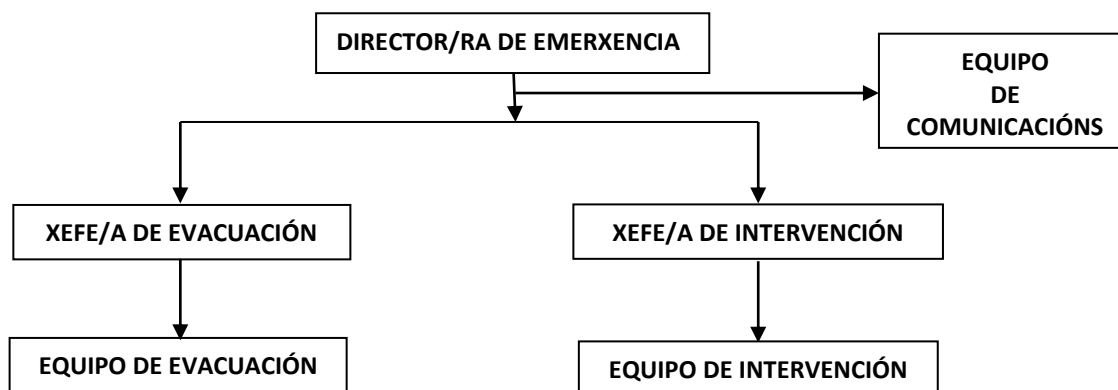 DIRECTOR/RA DE EMERXENCIA
EQUIPO
DE
COMUNICACIÓNS
XEFE/A DE EVACUACIÓN
XEFE/A DE INTERVENCIÓN
EQUIPO DE EVACUACIÓN
EQUIPO DE INTERVENCIÓN